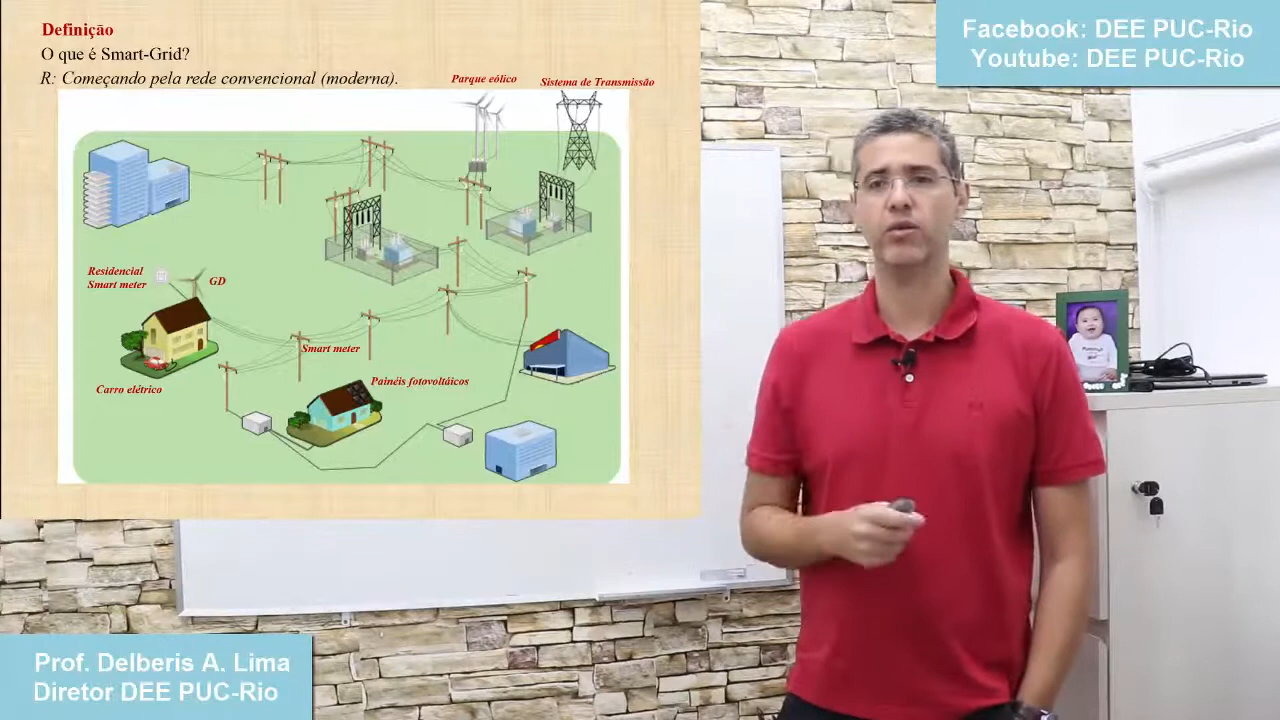 Definição
O que é Smart-Grid?
R: Começando pela rede convencional (moderna).
Parque eólico
Sistema de Transmissão
Residencial
Smart meter
GD
Smart meter
Painéis fotovoltáicos
Carro elétrico
Facebook: DEE PUC-Rio
Youtube: DEE PUC-Rio
Prof. Delberis A. Lima
Diretor DEE PUC-Rio